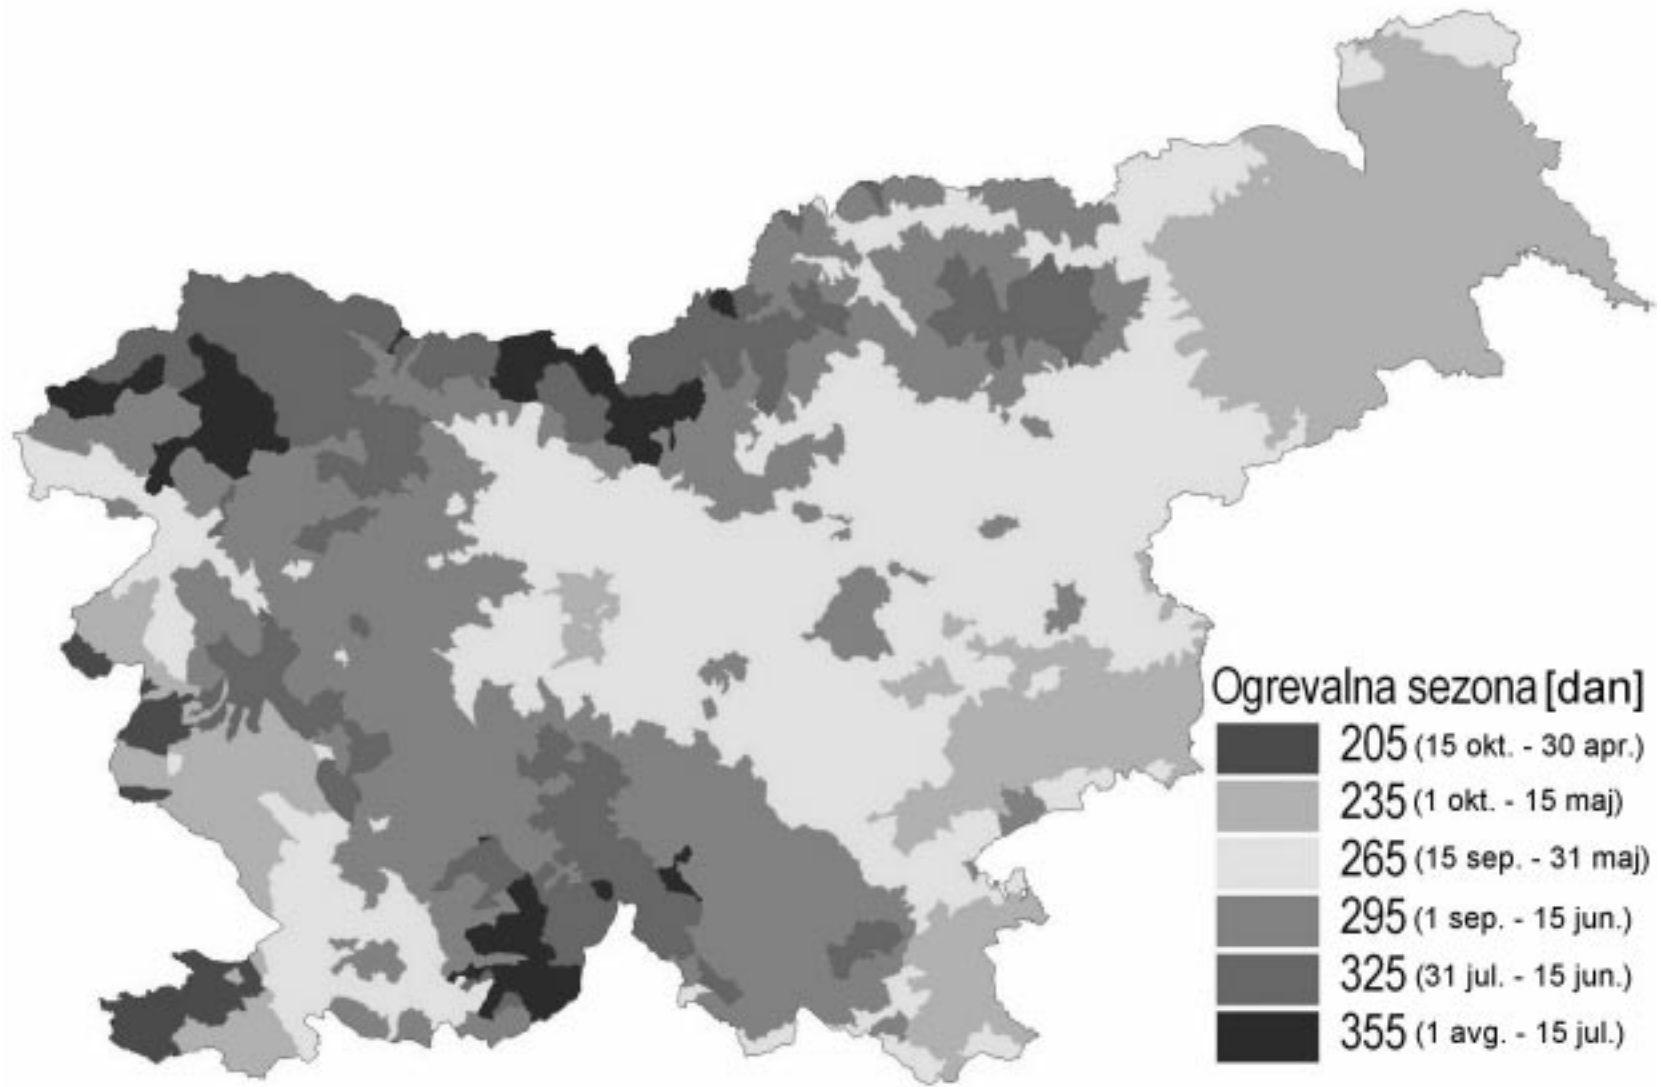 Ogrevalna sezona [dan]
205 (15 okt. - 30 apr.)
235 (1 okt. - 15 maj)
265 (15 sep. - 31 maj)
295 (1 sep. - 15 jun.)
325 (31 jul. - 15 jun.)
355 (1 avg. - 15 jul.)